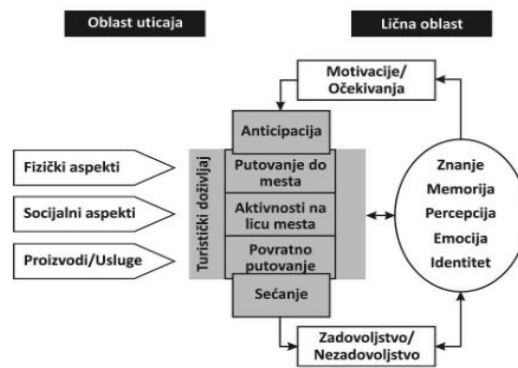 Oblast uticaja
Lična oblast
Motivacije/
Očekivanja
Anticipacija
Fizički aspekti
Socijalni aspekti
Proizvodi/Usluge
Turistički doživljaj
Putovanje do
mesta
Aktivnosti na
licu mesta
Povratno
putovanje
Sećanje
Znanje
Memorija
Percepcija
Emocija
Identitet
Zadovoljstvo/
Nezadovoljstvo